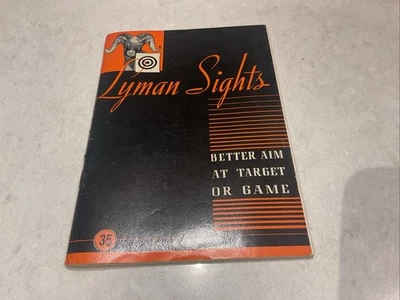 Lyman Sights
BETTER AIM
AT TARGET
OR GAME
35